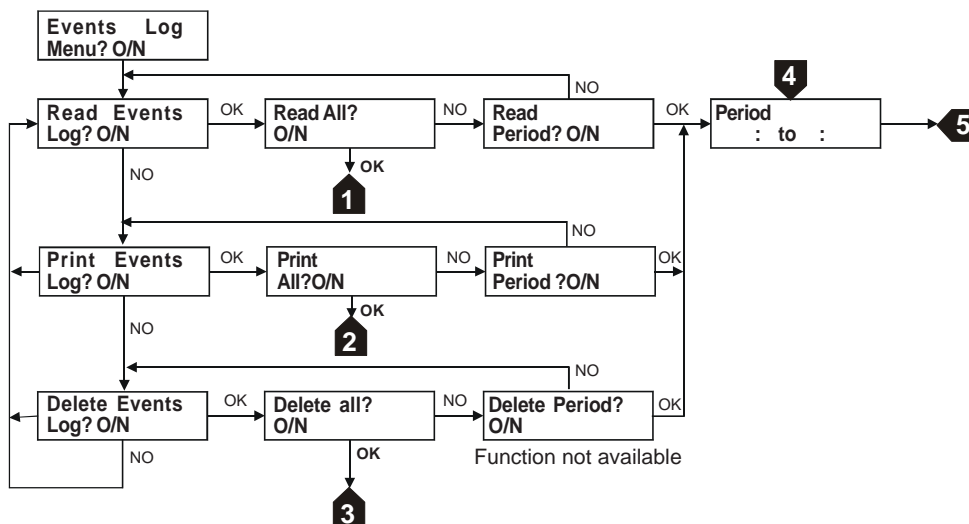 Events Log
Menu? O/N
NO
4
Read Events
Log? O/N
OK
Read All?
O/N
NO
Read
Period? O/N
OK
Period
: to :
5
NO
OK
1
NO
Print Events
Log? O/N
OK
Print
All?O/N
NO
Print
Period ?O/N
OK
NO
OK
2
NO
Delete Events
Log? O/N
OK
Delete all?
O/N
NO
Delete Period?
O/N
OK
NO
OK
Function not available
3